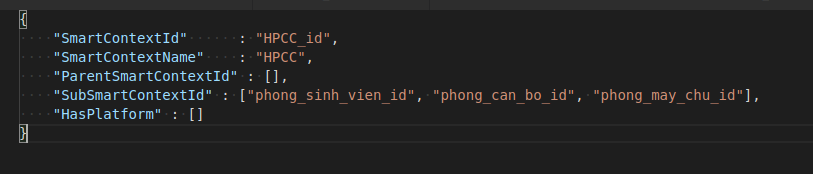 {
"SmartContextId" : "HPCC_id",
"SmartContextName" : "HPCC",
"ParentSmartContextId" : [],
"SubSmartContextId" : ["phong_sinh_vien_id", "phong_can_bo_id", "phong_may_chu_id"],
"HasPlatform" : []
}